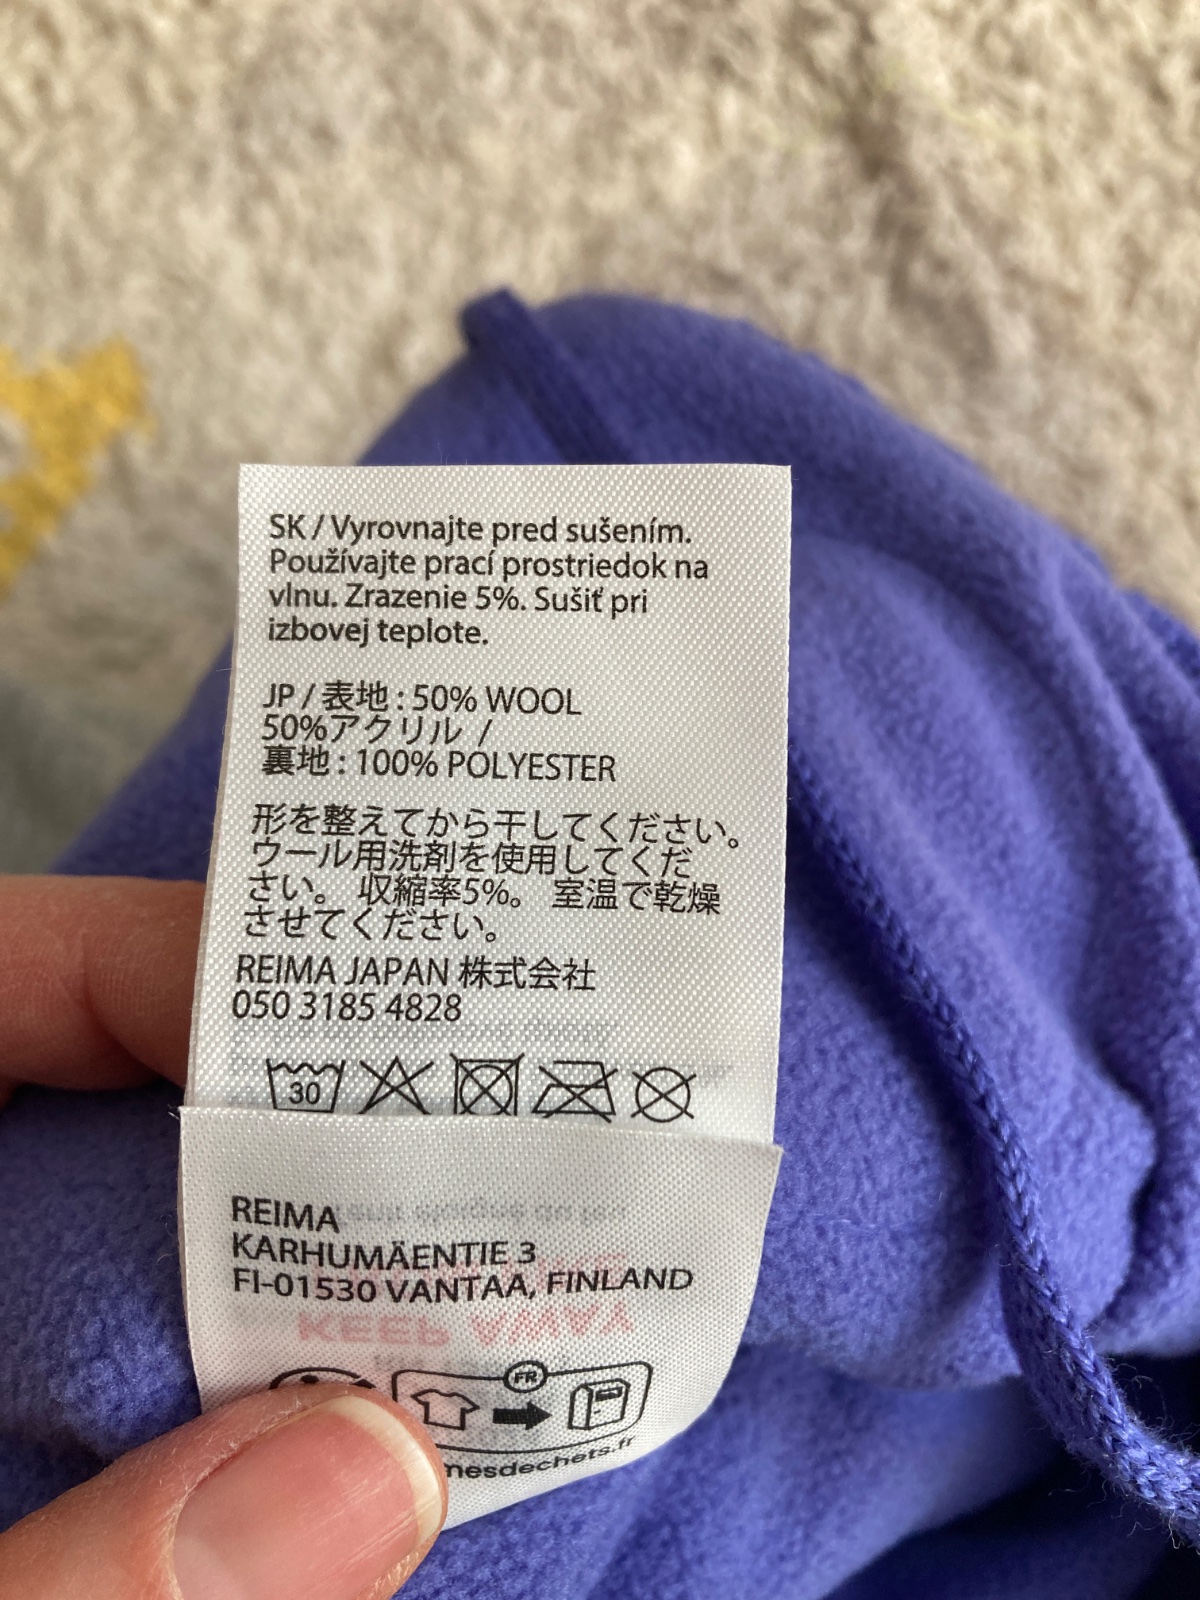 SK / Vyrovnajte pred sušením.
Používajte prací prostriedok na
vlnu. Zrazenie 5%. Sušiť pri
izbovej teplote.
JP / 表地 : 50% WOOL
50%アクリル /
裏地 : 100% POLYESTER
形を整えてから干してください。
ウール用洗剤を使用してくだ
さい。 収縮率5%。 室温で乾燥
させてください。
REIMA JAPAN 株式会社
050 3185 4828
30
REIMA
KARHUMÄENTIE 3
FI-01530 VANTAA, FINLAND
KEEP AWAY
FR